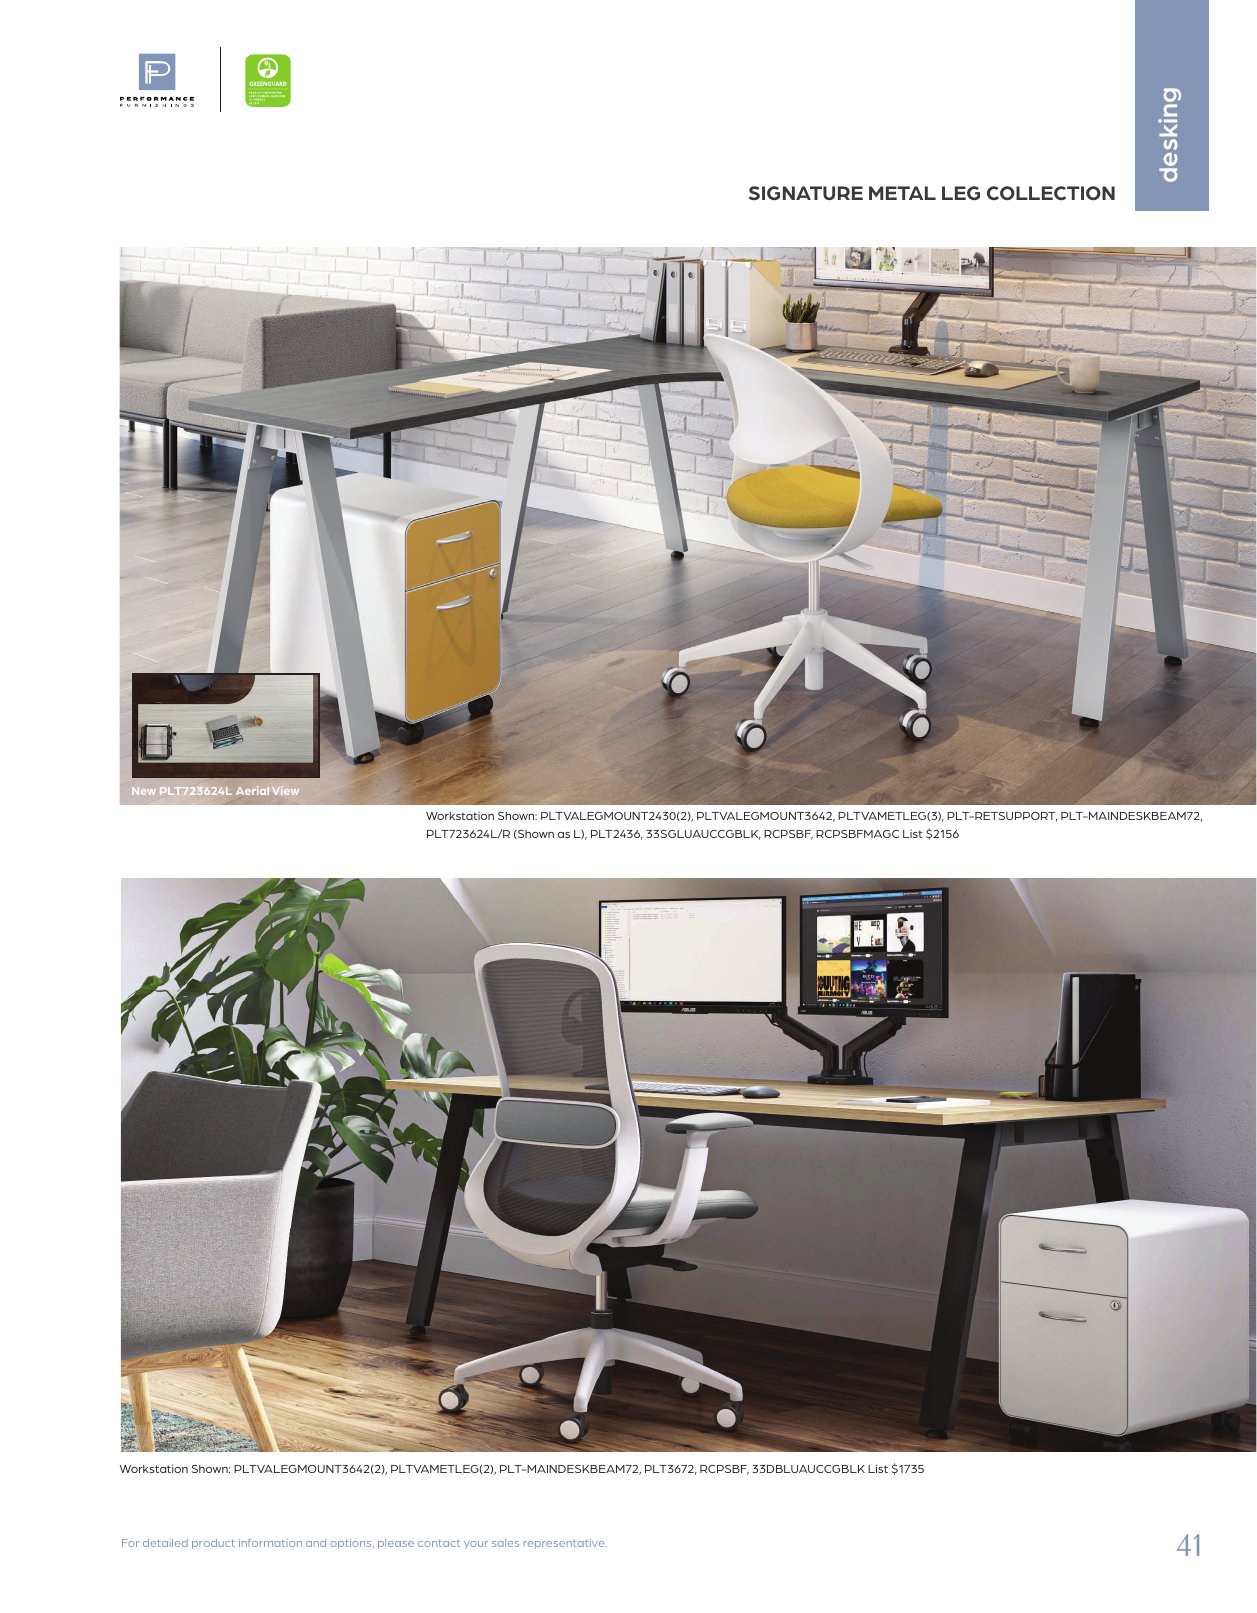 PERFORMANCE
FURNISHINGS
GREENGUARD
desking
SIGNATURE METAL LEG COLLECTION
New PLT723624L Aerial View
Workstation Shown: PLTVALEGMOUNT2430(2), PLTVALEGMOUNT3642, PLTVAMETLEG(3), PLT-RETSUPPORT, PLT-MAINDESKBEAM72,
PLT723624L/R (Shown as L), PLT2436, 33SGLUAUCCGBLK, RCPSBF, RCPSBFMAGC List $2156
ASUS
ASUS
Workstation Shown: PLTVALEGMOUNT3642(2), PLTVAMETLEG(2), PLT-MAINDESKBEAM72, PLT3672, RCPSBF, 33DBLUAUCCGBLK List $1735
For detailed product information and options, please contact your sales representative.
41